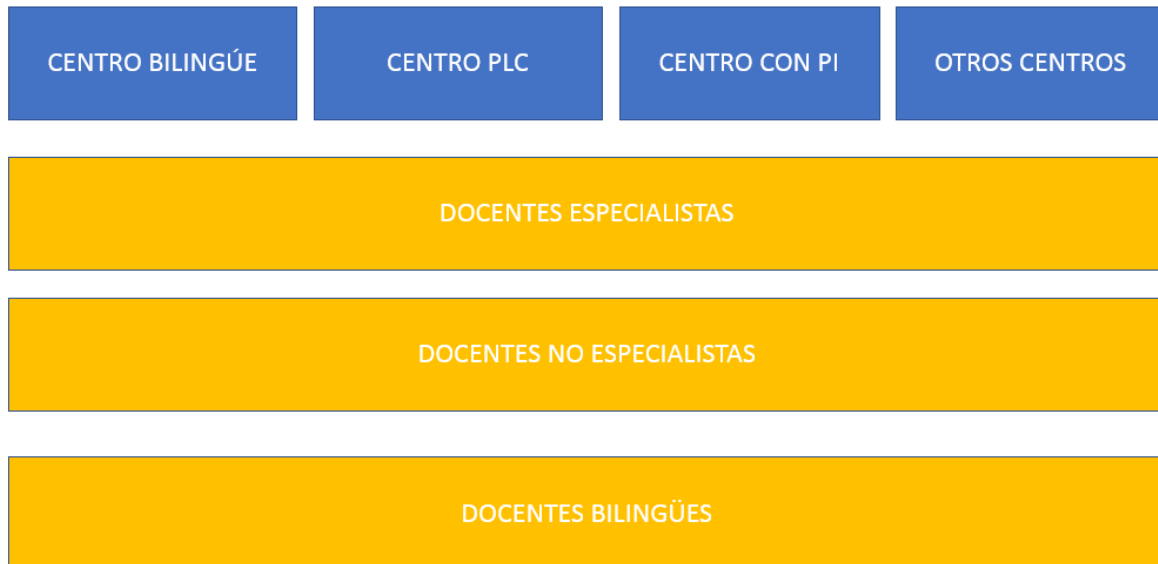 CENTRO BILINGÚE
CENTRO PLC
CENTRO CON PI
OTROS CENTROS
DOCENTES ESPECIALISTAS
DOCENTES NO ESPECIALISTAS
DOCENTES BILINGÜES